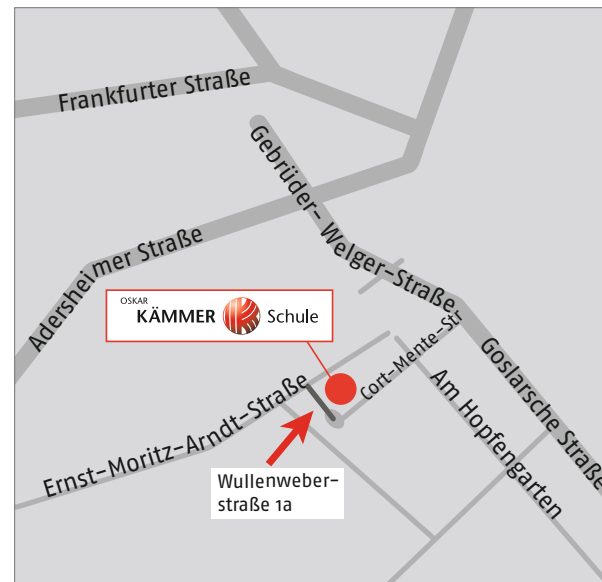 Frankfurter Straße
Gebrüder- Welger-Straße
Adersheimer Straße
OSKAR
KÄMMER Schule
Cort-Mente-Str.
Goslarsche Straße
Am Hopfengarten
Ernst-Moritz-Arndt-Straße
Wullenweber-
straße 1a